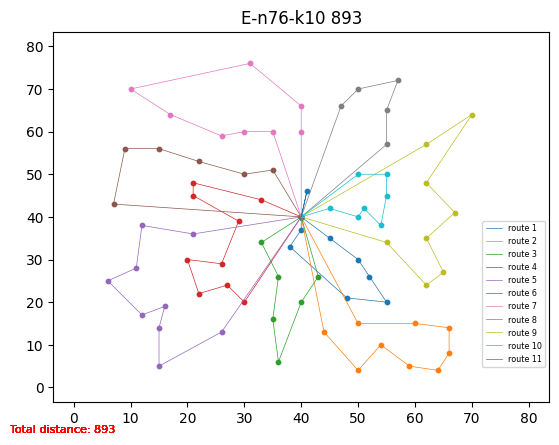 E-n76-k10 893
80
70
60
50
40
30
20
10
0
route 1
route 2
route 3
route 4
route 5
route 6
route 7
route 8
route 9
route 10
route 11
0 10 20 30 40 50 60 70 80
Total distance: 893